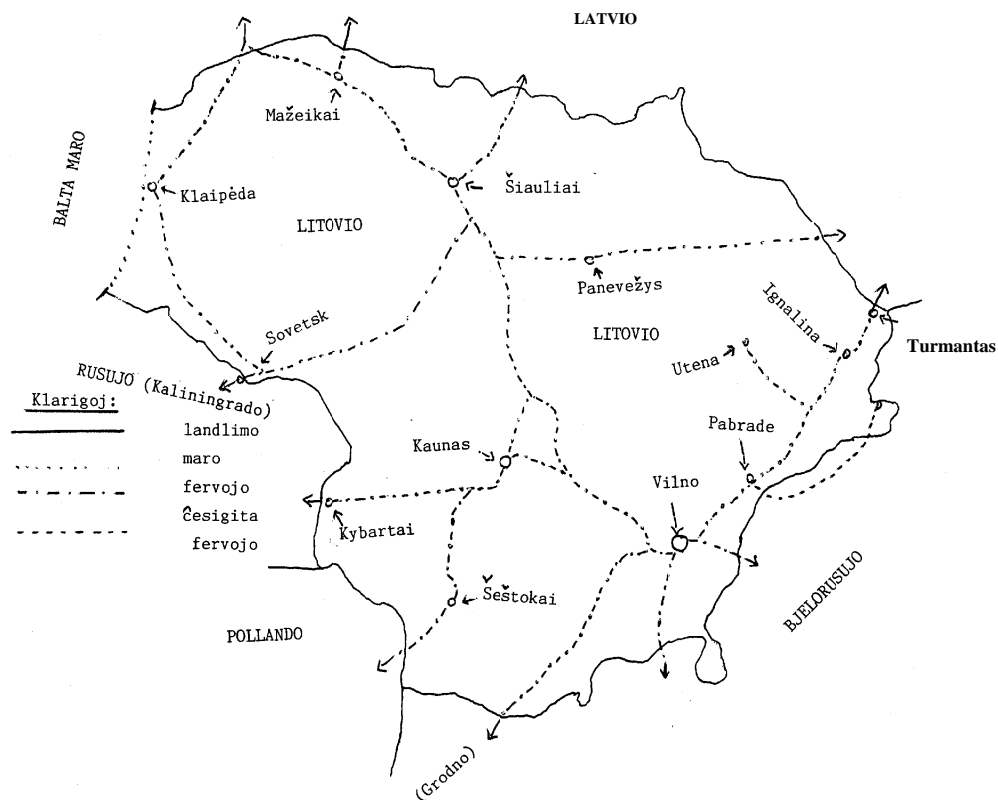 LATVIO
Mažeikai
BALTA MARO
Klaipėda
Šiauliai
LITOVIO
Panevežys
Ignalina
Sovetsk
LITOVIO
Utena
Turmantas
RUSUJO (Kaliningrado)
Klarigoj:
landlimo
maro
fervojo
ĉesigita
fervojo
Pabrade
Kaunas
Vilno
Kybartai
Šeštokai
BJELORUSUJO
POLLANDO
(Grodno)